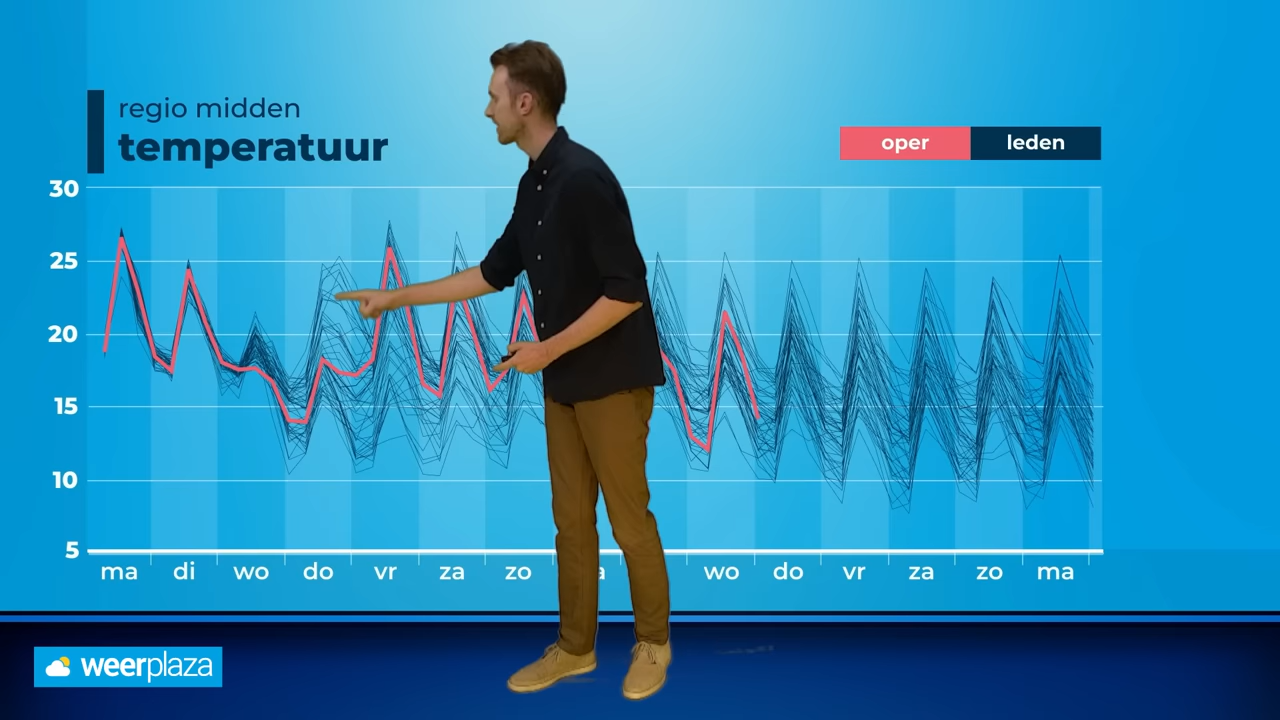 regio midden
temperatuur
oper leden
30
25
20
15
10
5
ma di wo do vr za zo a wo do vr za zo ma
weerplaza